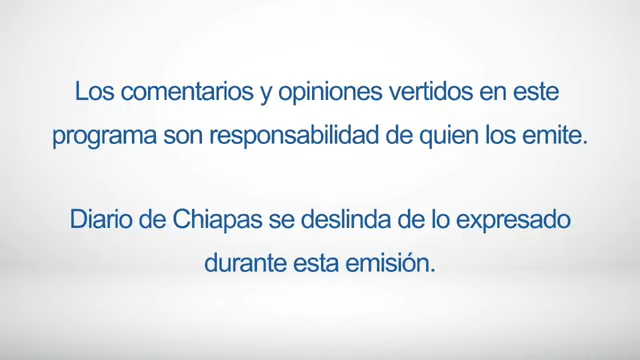 Los comentarios y opiniones vertidos en este
programa son responsabilidad de quien los emite.
Diario de Chiapas se deslinda de lo expresado
durante esta emisión.